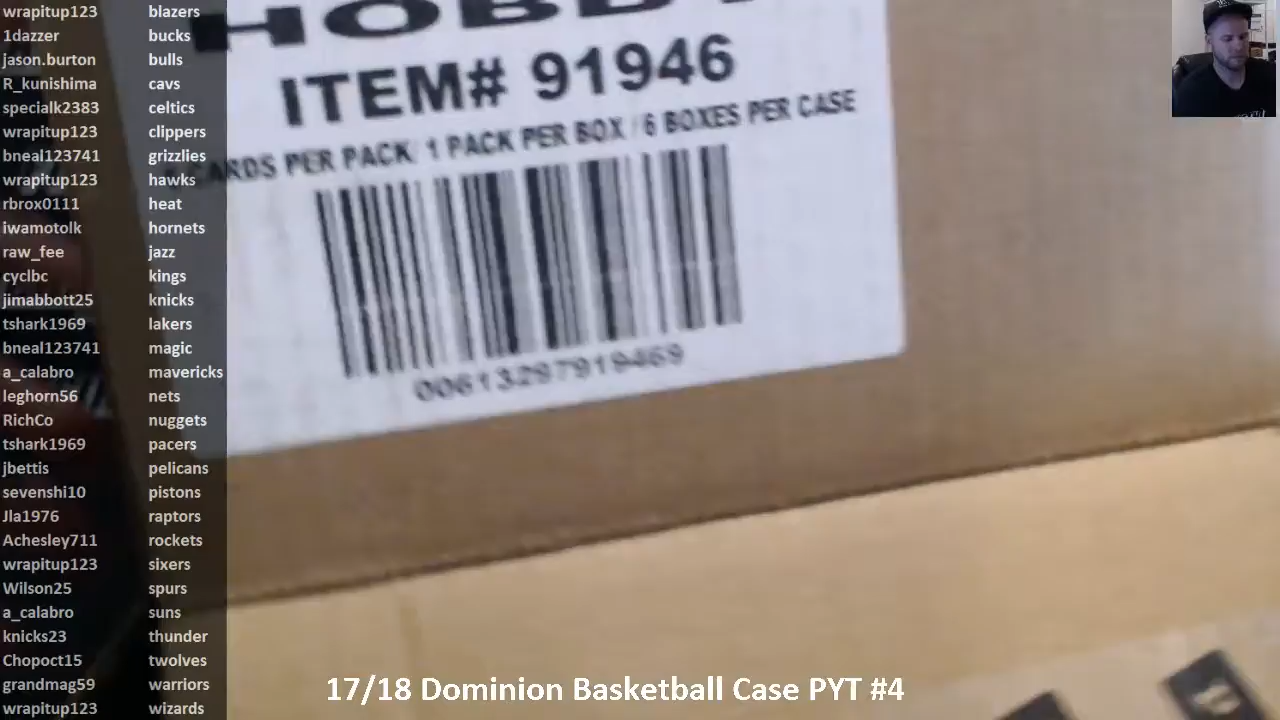 wrapitup123 blazers
1dazzer bucks
jason.burton bulls
R_kunishima cavs
specialk2383 celtics
wrapitup123 clippers
bneal123741 grizzlies
wrapitup123 hawks
rbrox0111 heat
iwamotolk hornets
raw_fee jazz
cyclbc kings
jimabbott25 knicks
tshark1969 lakers
bneal123741 magic
a_calabro mavericks
leghorn56 nets
RichCo nuggets
tshark1969 pacers
jbettis pelicans
sevenshi10 pistons
Jla1976 raptors
Achesley711 rockets
wrapitup123 sixers
Wilson25 spurs
a_calabro suns
knicks23 thunder
Chopoct15 twolves
grandmag59 warriors
wrapitup123 wizards
HOBBY
ITEM# 91946
CARDS PER PACK/ 1 PACK PER BOX / 6 BOXES PER CASE
00613297919469
17/18 Dominion Basketball Case PYT #4